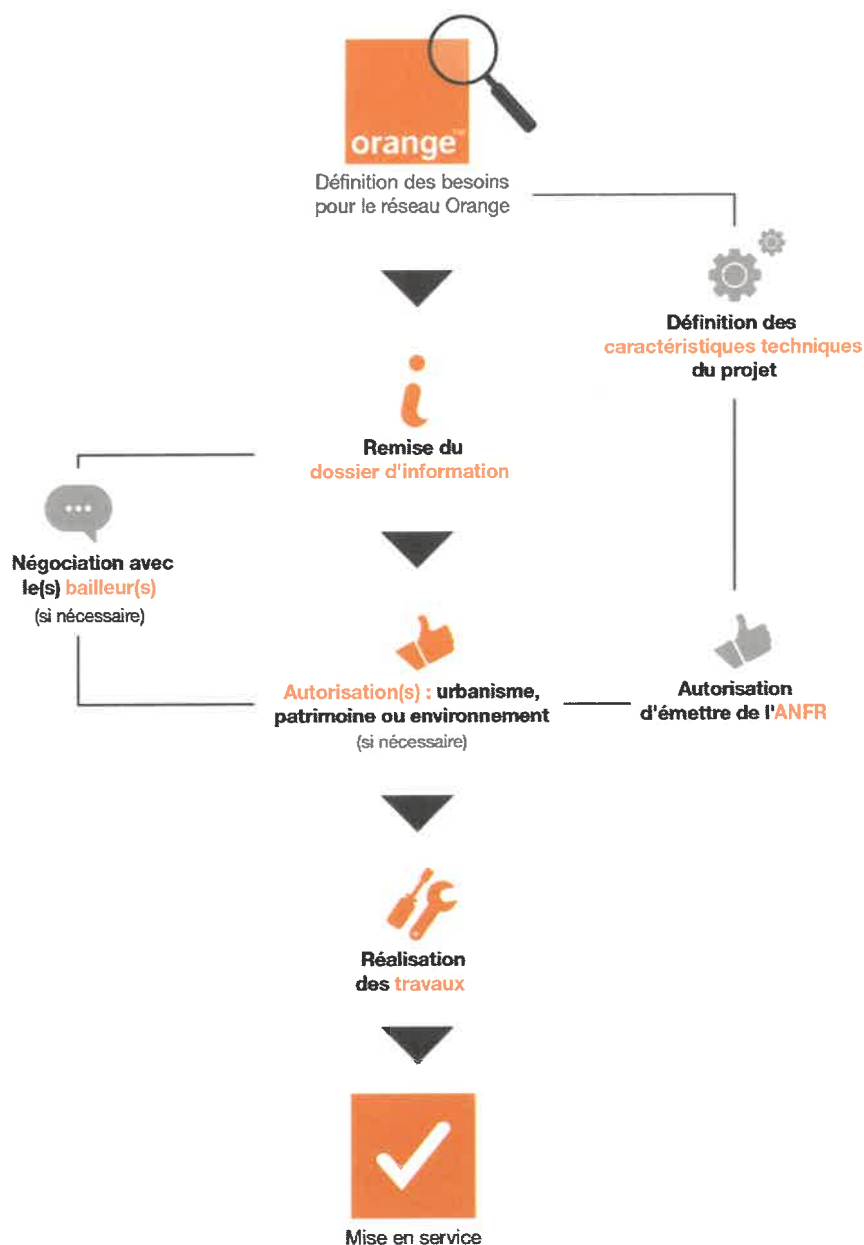 orange™
Définition des besoins
pour le réseau Orange
Définition des
caractéristiques techniques
du projet
Remise du
dossier d'information
Négociation avec
le(s) bailleur(s)
(si nécessaire)
Autorisation(s) : urbanisme,
patrimoine ou environnement
(si nécessaire)
Autorisation
d'émettre de l'ANFR
Réalisation
des travaux
Mise en service